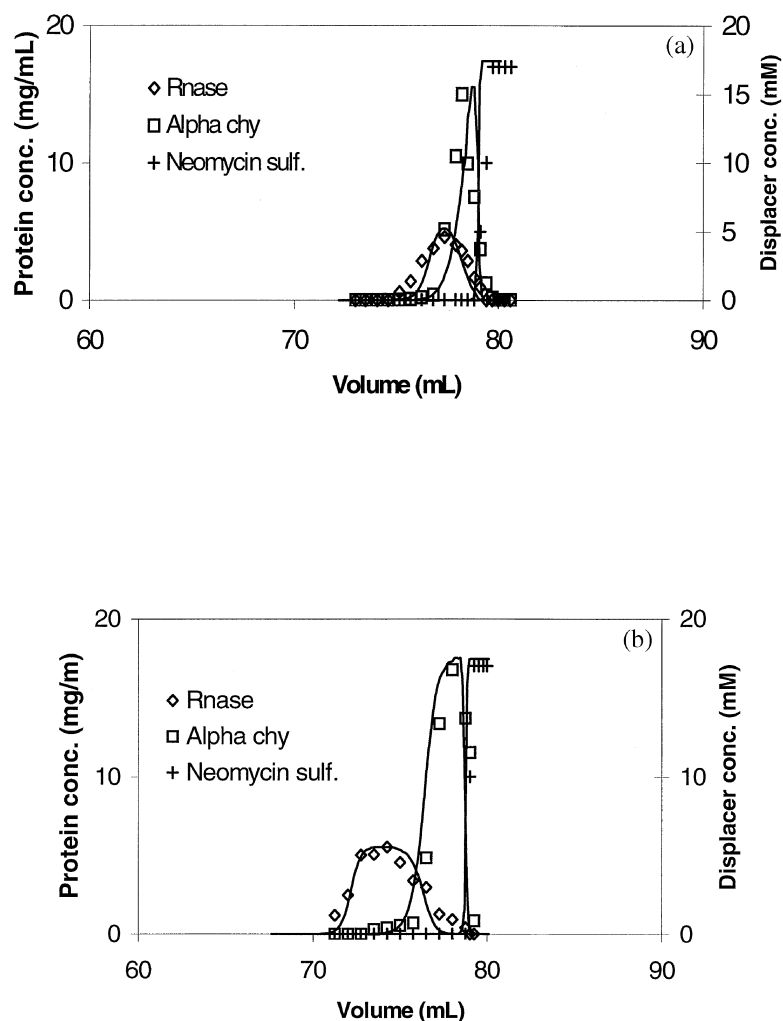 (a)
20
10
0
20
15
10
5
0
Protein conc. (mg/mL)
Displacer conc. (mM)
Rnase
Alpha chy
Neomycin sulf.
60 70 80 90
Volume (mL)
(b)
20
10
0
20
10
0
Protein conc. (mg/m)
Displacer conc. (mM)
Rnase
Alpha chy
Neomycin sulf.
60 70 80 90
Volume (mL)